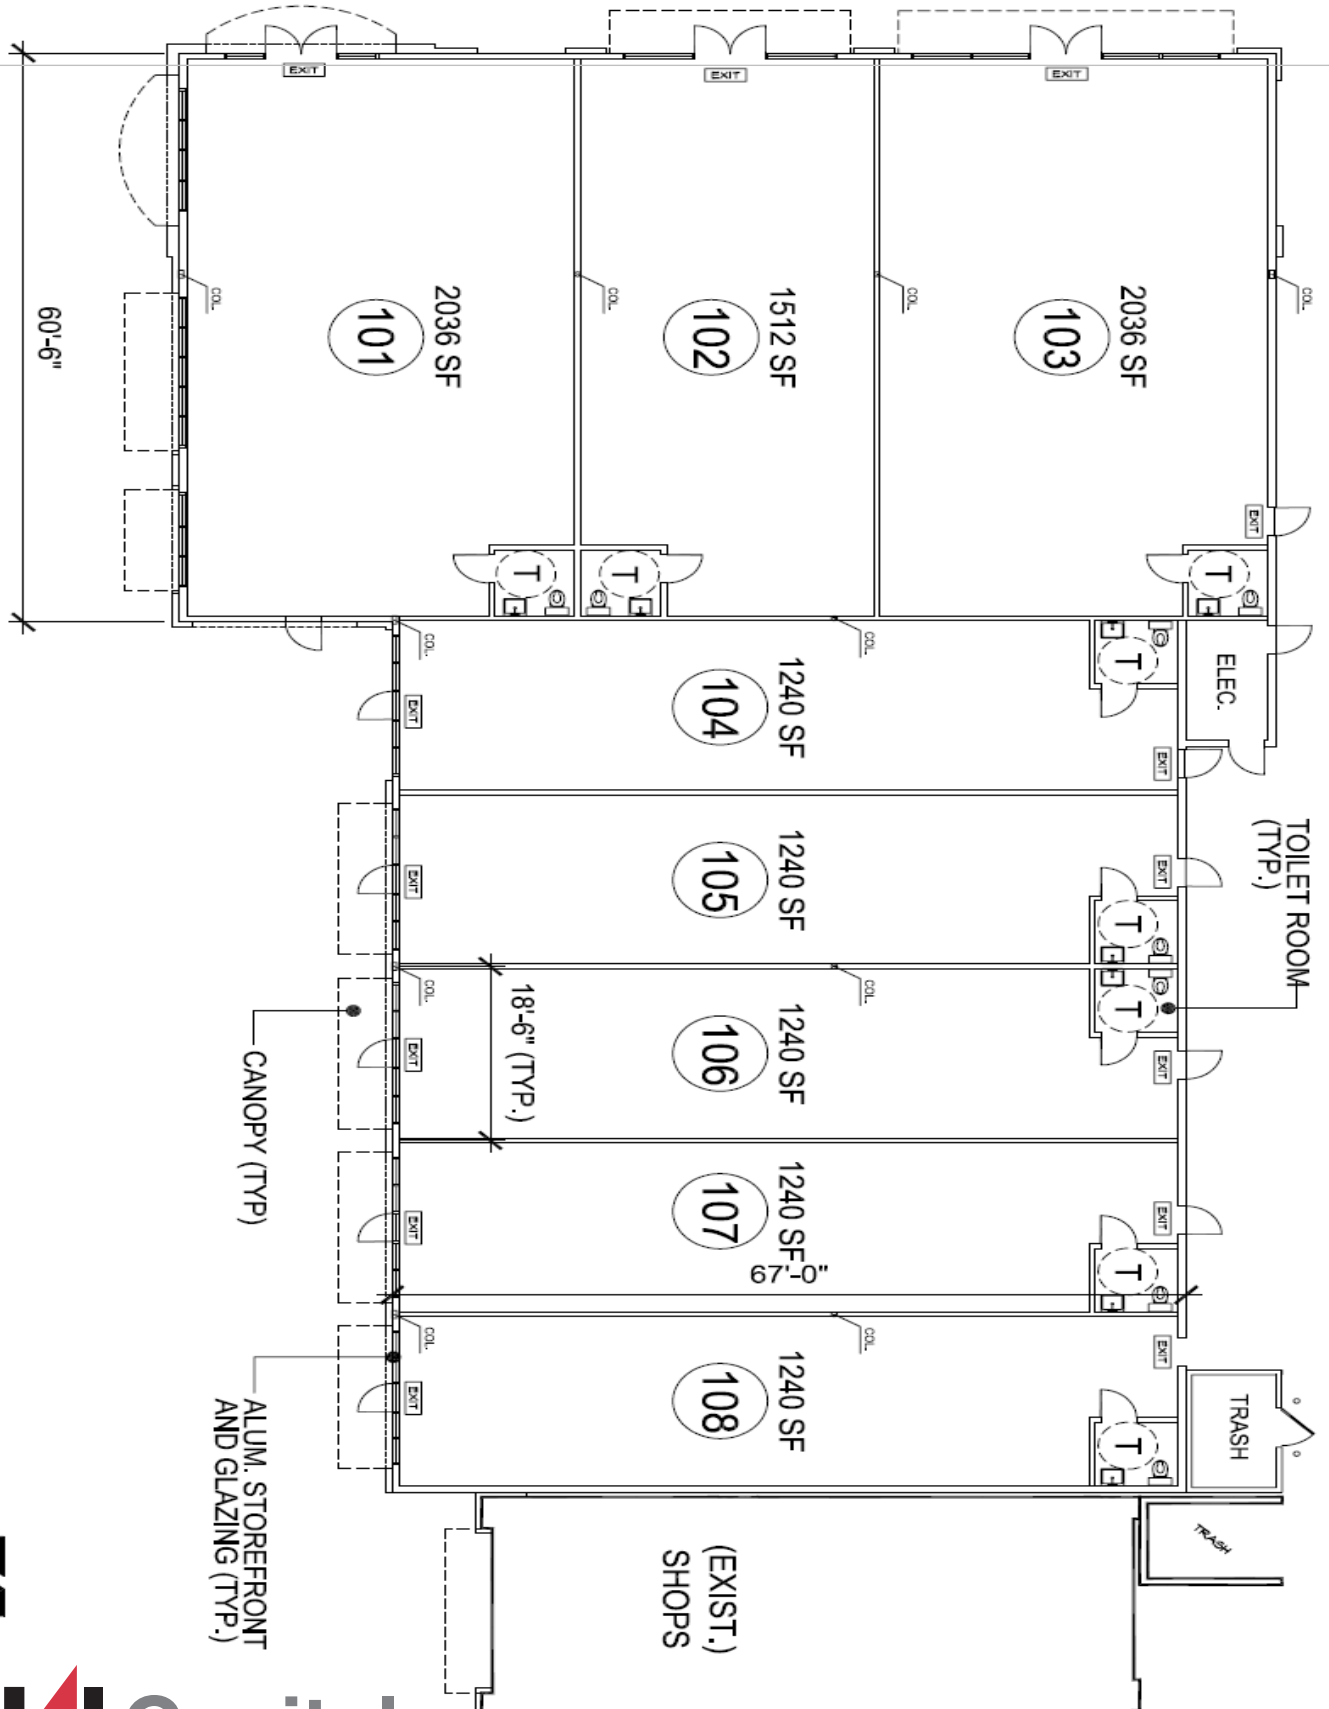 EXIT
EXIT
EXIT
60'-6"
COL.
COL.
COL.
COL.
2036 SF
101
1512 SF
102
2036 SF
103
EXIT
T
T
T
COL.
COL.
T
ELEC.
1240 SF
104
EXIT
EXIT
TOILET ROOM
(TYP.)
1240 SF
105
EXIT
EXIT
T
COL.
COL.
18'-6" (TYP.)
1240 SF
106
T
EXIT
EXIT
CANOPY (TYP)
1240 SF
107
EXIT
EXIT
T
67'-0"
COL.
COL.
1240 SF
108
EXIT
EXIT
T
TRASH
ALUM. STOREFRONT
AND GLAZING (TYP.)
TRASH
(EXIST.)
SHOPS